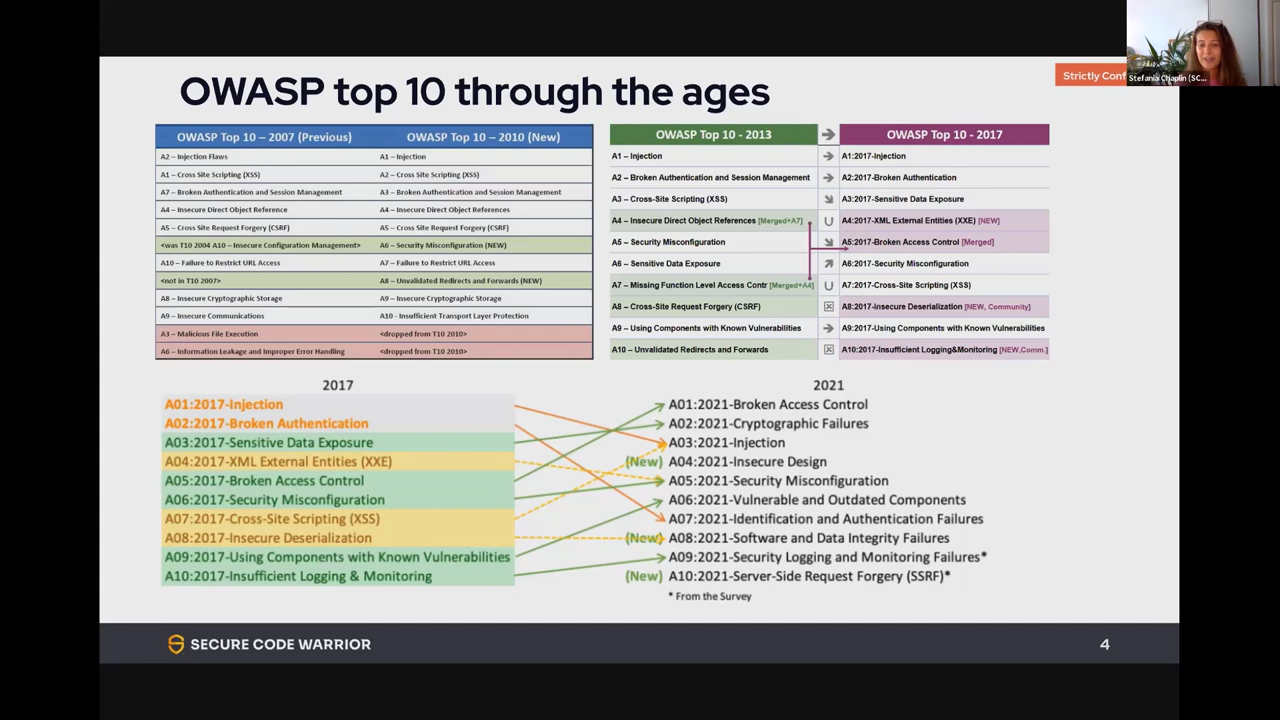 OWASP top 10 through the ages
Strictly Conf
Stefania Chaplin (SC...
OWASP Top 10 – 2007 (Previous) OWASP Top 10 – 2010 (New)
A2 – Injection Flaws A1 – Injection
A1 – Cross Site Scripting (XSS) A2 – Cross Site Scripting (XSS)
A7 – Broken Authentication and Session Management A3 – Broken Authentication and Session Management
A4 – Insecure Direct Object Reference A4 – Insecure Direct Object References
A5 – Cross Site Request Forgery (CSRF) A5 – Cross Site Request Forgery (CSRF)
<was T10 2004 A10 – Insecure Configuration Management> A6 – Security Misconfiguration (NEW)
A10 – Failure to Restrict URL Access A7 – Failure to Restrict URL Access
<not in T10 2007> A8 – Unvalidated Redirects and Forwards (NEW)
A8 – Insecure Cryptographic Storage A9 – Insecure Cryptographic Storage
A9 – Insecure Communications A10 - Insufficient Transport Layer Protection
A3 – Malicious File Execution <dropped from T10 2010>
A6 – Information Leakage and Improper Error Handling <dropped from T10 2010>
OWASP Top 10 - 2013 OWASP Top 10 - 2017
A1 – Injection A1:2017-Injection
A2 – Broken Authentication and Session Management A2:2017-Broken Authentication
A3 – Cross-Site Scripting (XSS) A3:2017-Sensitive Data Exposure
A4 – Insecure Direct Object References [Merged+A7] A4:2017-XML External Entities (XXE) [NEW]
A5 – Security Misconfiguration A5:2017-Broken Access Control [Merged]
A6 – Sensitive Data Exposure A6:2017-Security Misconfiguration
A7 – Missing Function Level Access Contr [Merged+A4] A7:2017-Cross-Site Scripting (XSS)
A8 – Cross-Site Request Forgery (CSRF) A8:2017-Insecure Deserialization [NEW, Community]
A9 – Using Components with Known Vulnerabilities A9:2017-Using Components with Known Vulnerabilities
A10 – Unvalidated Redirects and Forwards A10:2017-Insufficient Logging&Monitoring [NEW,Comm.]
2017
A01:2017-Injection
A02:2017-Broken Authentication
A03:2017-Sensitive Data Exposure
A04:2017-XML External Entities (XXE)
A05:2017-Broken Access Control
A06:2017-Security Misconfiguration
A07:2017-Cross-Site Scripting (XSS)
A08:2017-Insecure Deserialization
A09:2017-Using Components with Known Vulnerabilities
A10:2017-Insufficient Logging & Monitoring
2021
A01:2021-Broken Access Control
A02:2021-Cryptographic Failures
A03:2021-Injection
(New) A04:2021-Insecure Design
A05:2021-Security Misconfiguration
A06:2021-Vulnerable and Outdated Components
A07:2021-Identification and Authentication Failures
(New) A08:2021-Software and Data Integrity Failures
A09:2021-Security Logging and Monitoring Failures*
(New) A10:2021-Server-Side Request Forgery (SSRF)*
* From the Survey
SECURE CODE WARRIOR
4